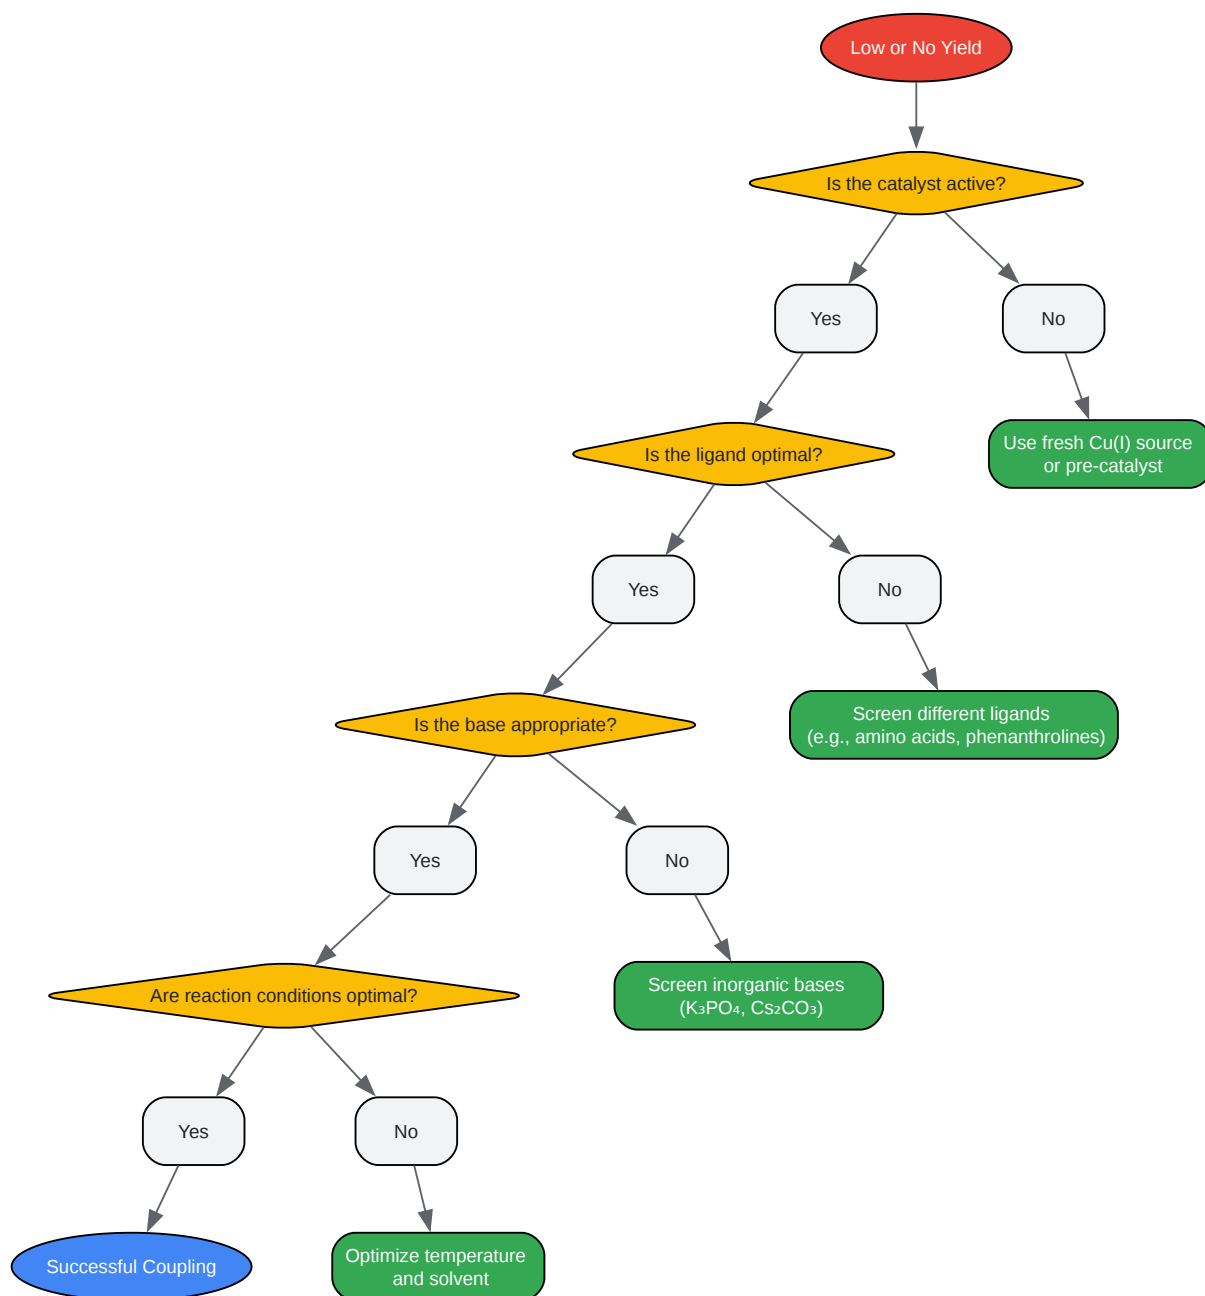 Low or No Yield
Is the catalyst active?
Yes
No
Use fresh Cu(I) source
or pre-catalyst
Is the ligand optimal?
Yes
No
Screen different ligands
(e.g., amino acids, phenanthrolines)
Is the base appropriate?
Yes
No
Screen inorganic bases
(K₃PO₄, Cs₂CO₃)
Are reaction conditions optimal?
Yes
No
Successful Coupling
Optimize temperature
and solvent